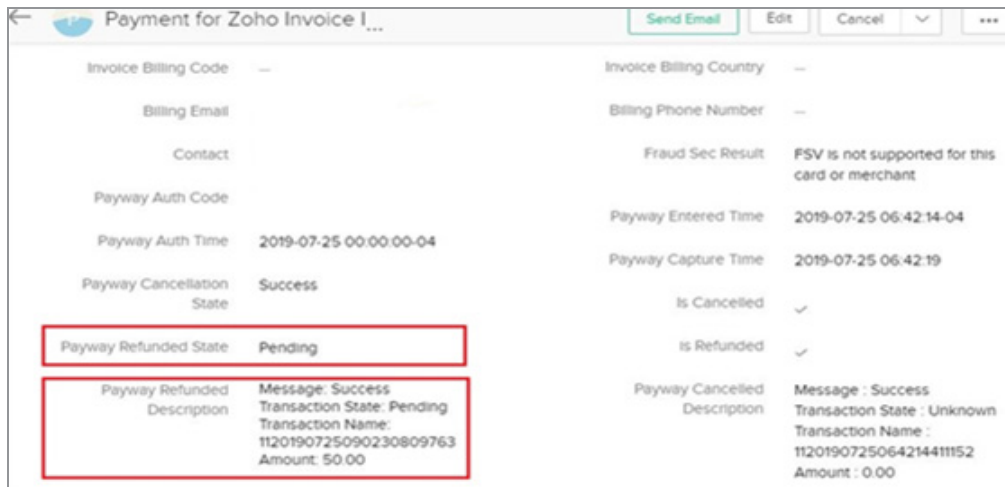 Payment for Zoho Invoice I...
Send Email
Edit
Cancel
...
Invoice Billing Code
—
Billing Email
Contact
Payway Auth Code
Payway Auth Time
2019-07-25 00:00:00-04
Payway Cancellation
State
Success
Payway Refunded State
Pending
Payway Refunded
Description
Message: Success
Transaction State: Pending
Transaction Name:
1120190725090230809763
Amount: 50.00
Invoice Billing Country
—
Billing Phone Number
—
Fraud Sec Result
FSV is not supported for this
card or merchant
Payway Entered Time
2019-07-25 06:42:14-04
Payway Capture Time
2019-07-25 06:42:19
Is Cancelled
Is Refunded
Payway Cancelled
Description
Message : Success
Transaction State : Unknown
Transaction Name :
1120190725064214411152
Amount : 0.00